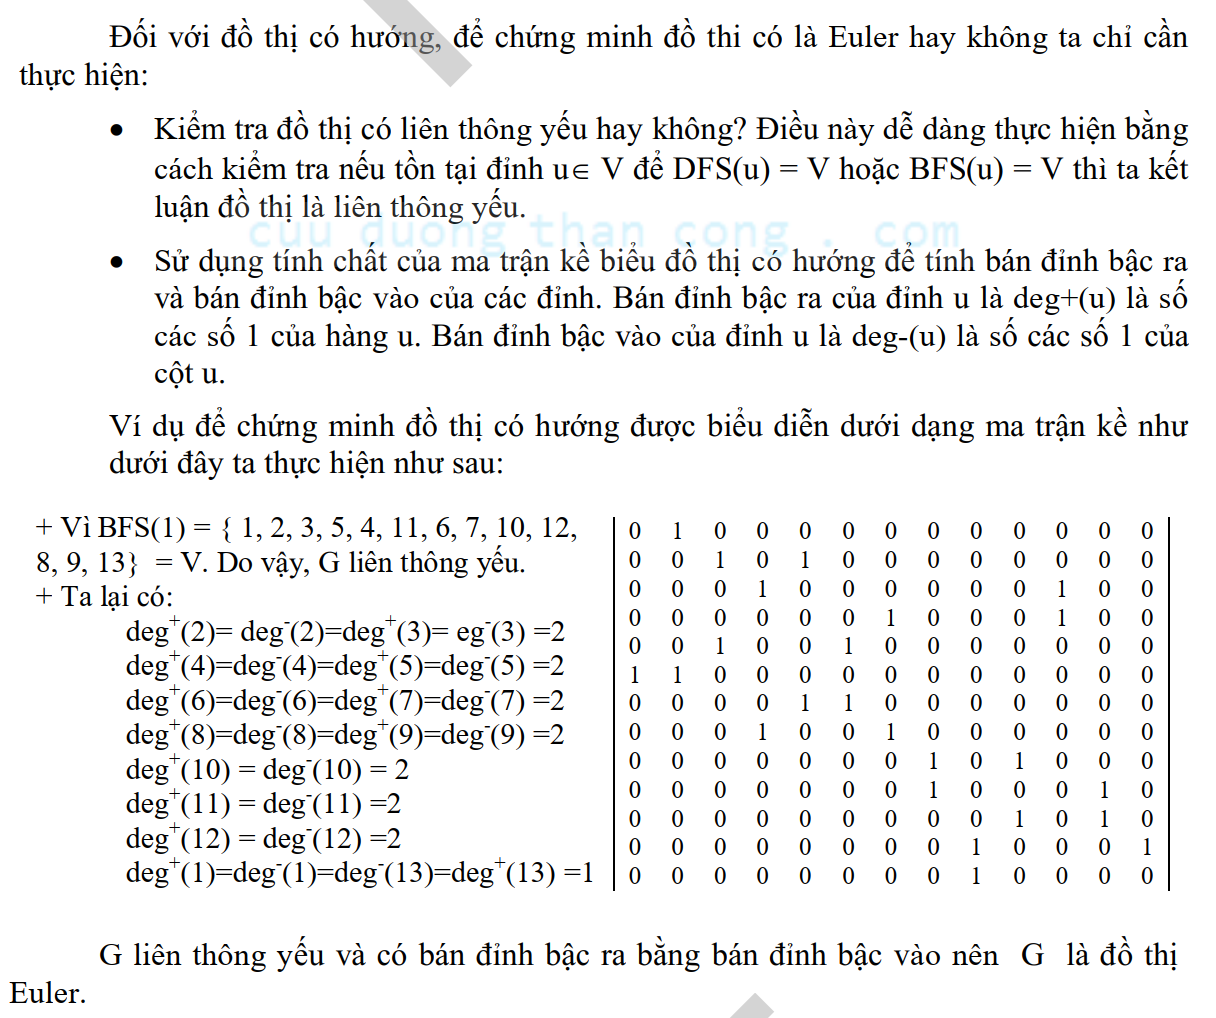 Đối với đồ thị có hướng, để chứng minh đồ thi có là Euler hay không ta chỉ cần
thực hiện:
• Kiểm tra đồ thị có liên thông yếu hay không? Điều này dễ dàng thực hiện bằng
cách kiểm tra nếu tồn tại đỉnh u∈ V để DFS(u) = V hoặc BFS(u) = V thì ta kết
luận đồ thị là liên thông yếu.
cuu duong than cong . com
• Sử dụng tính chất của ma trận kề biểu đồ thị có hướng để tính bán đỉnh bậc ra
và bán đỉnh bậc vào của các đỉnh. Bán đỉnh bậc ra của đỉnh u là deg+(u) là số
các số 1 của hàng u. Bán đỉnh bậc vào của đỉnh u là deg-(u) là số các số 1 của
cột u.
Ví dụ để chứng minh đồ thị có hướng được biểu diễn dưới dạng ma trận kề như
dưới đây ta thực hiện như sau:
+ Vì BFS(1) = { 1, 2, 3, 5, 4, 11, 6, 7, 10, 12,
8, 9, 13} = V. Do vậy, G liên thông yếu.
+ Ta lại có:
deg⁺(2)= deg⁻(2)=deg⁺(3)= eg⁻(3) =2
deg⁺(4)=deg⁻(4)=deg⁺(5)=deg⁻(5) =2
deg⁺(6)=deg⁻(6)=deg⁺(7)=deg⁻(7) =2
deg⁺(8)=deg⁻(8)=deg⁺(9)=deg⁻(9) =2
deg⁺(10) = deg⁻(10) = 2
deg⁺(11) = deg⁻(11) =2
deg⁺(12) = deg⁻(12) =2
deg⁺(1)=deg⁻(1)=deg⁻(13)=deg⁺(13) =1
0 1 0 0 0 0 0 0 0 0 0 0 0
0 0 1 0 1 0 0 0 0 0 0 0 0
0 0 0 1 0 0 0 0 0 0 1 0 0
0 0 0 0 0 0 1 0 0 0 1 0 0
0 0 1 0 0 1 0 0 0 0 0 0 0
1 1 0 0 0 0 0 0 0 0 0 0 0
0 0 0 0 1 1 0 0 0 0 0 0 0
0 0 0 1 0 0 1 0 0 0 0 0 0
0 0 0 0 0 0 0 1 0 1 0 0 0
0 0 0 0 0 0 0 1 0 0 0 1 0
0 0 0 0 0 0 0 0 0 1 0 1 0
0 0 0 0 0 0 0 0 1 0 0 0 1
0 0 0 0 0 0 0 0 1 0 0 0 0
G liên thông yếu và có bán đỉnh bậc ra bằng bán đỉnh bậc vào nên G là đồ thị
Euler.